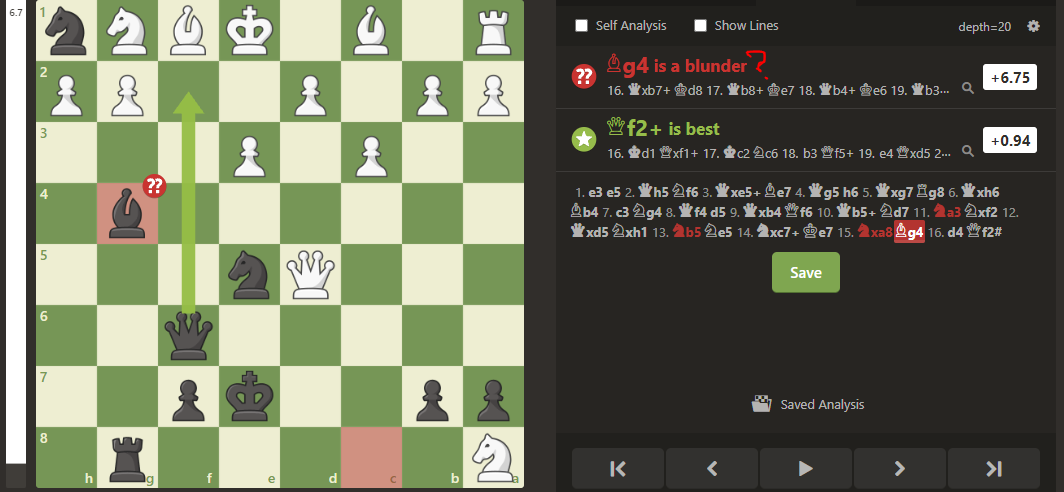 6.7
1
2
3
4
5
6
7
8
h g f e d c b a
??
Self Analysis Show Lines depth=20
?? ♗g4 is a blunder ? +6.75
16. ♛xb7+ ♔d8 17. ♛b8+ ♔e7 18. ♛b4+ ♔e6 19. ♛b3...
♕f2+ is best +0.94
16. ♚d1 ♕xf1+ 17. ♚c2 ♘c6 18. b3 ♕f5+ 19. e4 ♕xd5 2...
1. e3 e5 2. ♛h5 ♘f6 3. ♛xe5+ ♗e7 4. ♛g5 h6 5. ♛xg7 ♖g8 6. ♛xh6
♗b4 7. c3 ♘g4 8. ♛f4 d5 9. ♛xb4 ♕f6 10. ♛b5+ ♘d7 11. ♞a3 ♘xf2 12.
♛xd5 ♘xh1 13. ♞b5 ♘e5 14. ♞xc7+ ♔e7 15. ♞xa8 ♗g4 16. d4 ♕f2#
Save
Saved Analysis